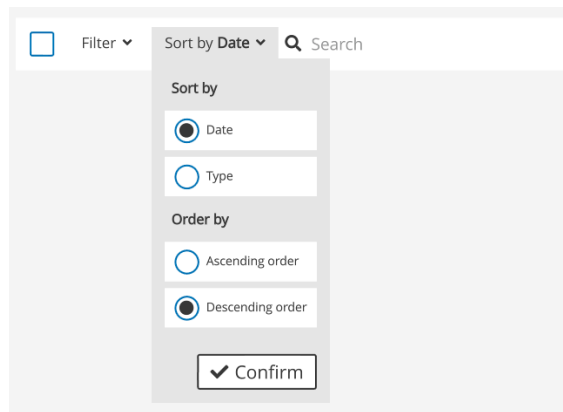 Filter Sort by Date Search
Sort by
Date
Type
Order by
Ascending order
Descending order
Confirm